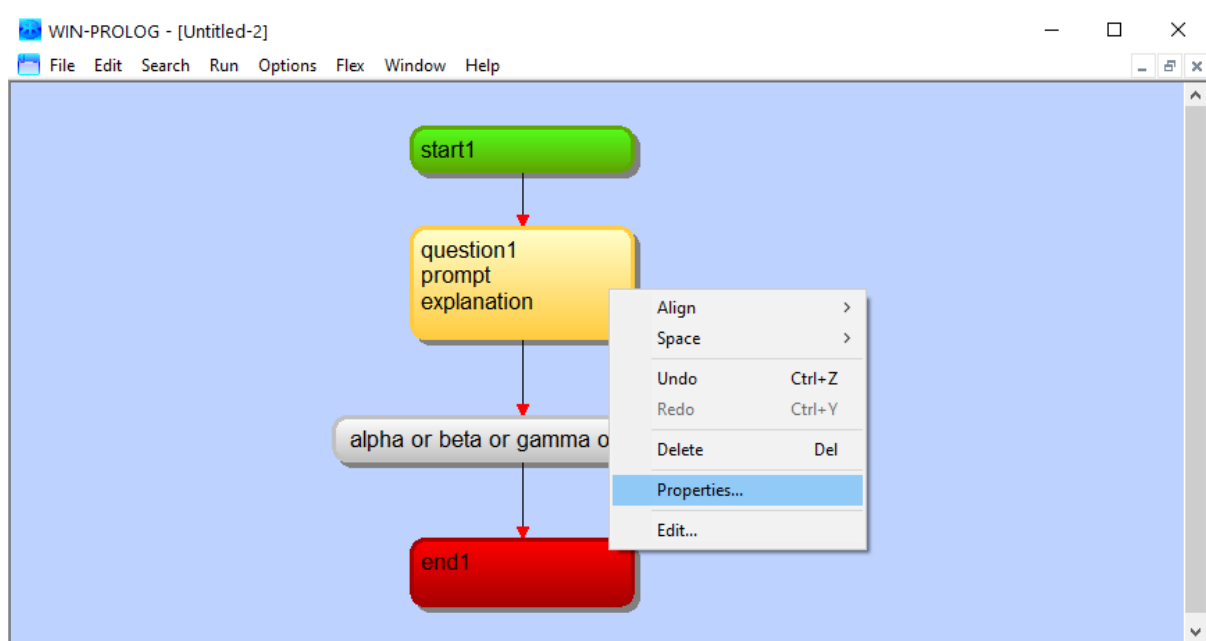 WIN-PROLOG - [Untitled-2]
File Edit Search Run Options Flex Window Help
start1
question1
prompt
explanation
alpha or beta or gamma o
end1
Align
Space
Undo Ctrl+Z
Redo Ctrl+Y
Delete Del
Properties...
Edit...